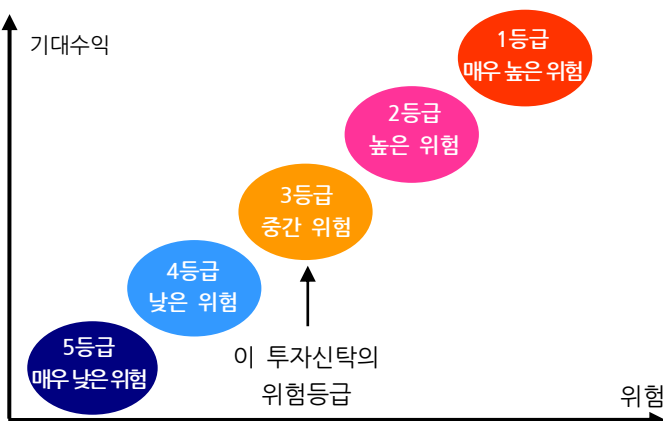 기대수익
1등급
매우 높은 위험
2등급
높은 위험
3등급
중간 위험
4등급
낮은 위험
5등급
매우 낮은 위험
이 투자신탁의
위험등급
위험